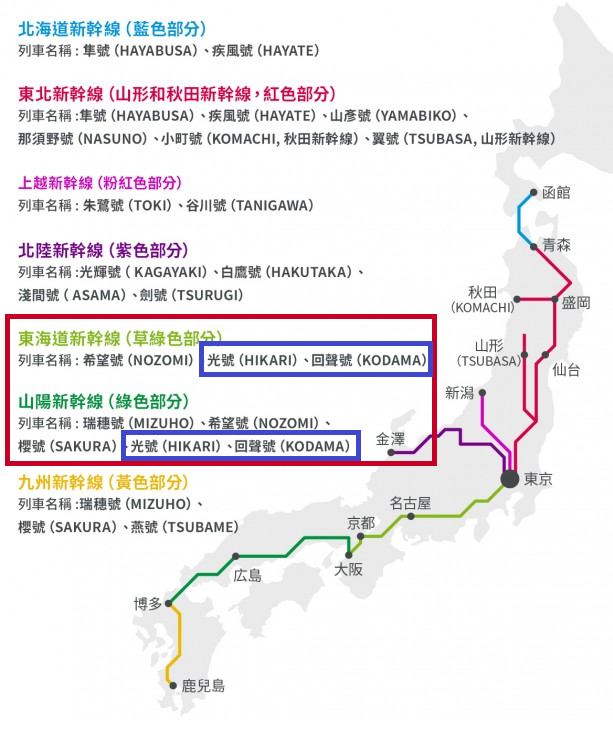 北海道新幹線（藍色部分）
列車名稱 : 隼號（HAYABUSA）、疾風號（HAYATE）
東北新幹線（山形和秋田新幹線，紅色部分）
列車名稱 :隼號（HAYABUSA）、疾風號（HAYATE）、山彥號（YAMABIKO）、
那須野號（NASUNO）、小町號（KOMACHI, 秋田新幹線）、翼號（TSUBASA, 山形新幹線）
上越新幹線（粉紅色部分）
列車名稱 : 朱鷺號（TOKI）、谷川號（TANIGAWA）
北陸新幹線（紫色部分）
列車名稱 :光輝號（ KAGAYAKI）、白鷹號（HAKUTAKA）、
淺間號（ ASAMA）、劍號（TSURUGI）
東海道新幹線（草綠色部分）
列車名稱 : 希望號（NOZOMI） 光號（HIKARI）、回聲號（KODAMA）
山陽新幹線（綠色部分）
列車名稱 : 瑞穗號（MIZUHO）、希望號（NOZOMI）、
櫻號（SAKURA）、光號（HIKARI）、回聲號（KODAMA）
九州新幹線（黃色部分）
列車名稱 :瑞穗號（MIZUHO）、
櫻號（SAKURA）、燕號（TSUBAME）
函館
青森
秋田
（KOMACHI）
盛岡
山形
（TSUBASA）
仙台
新潟
金澤
東京
名古屋
京都
大阪
広島
博多
鹿兒島